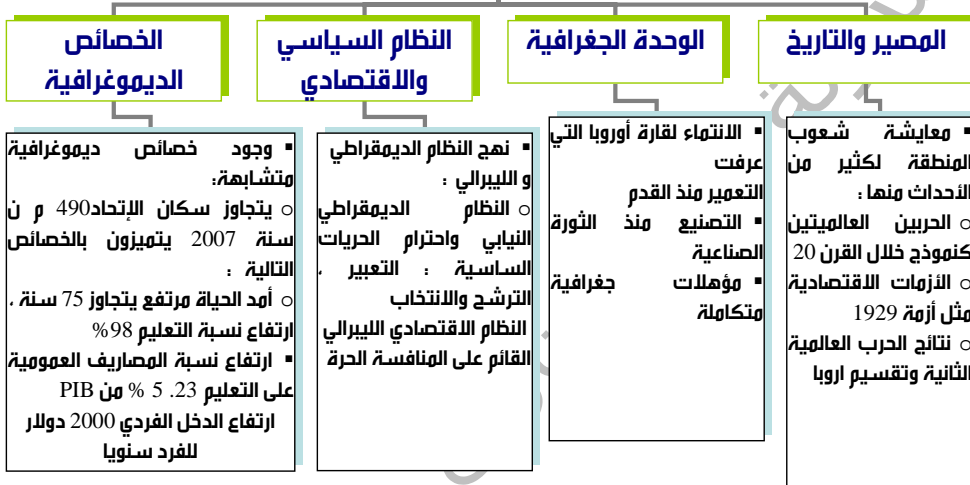 المصير والتاريخ
▪ معايشة شعوب
المنطقة لكثير من
الأحداث منها :
○ الحربين العالميتين
كنموذج خلال القرن 20
○ الأزمات الاقتصادية
مثل أزمة 1929
○ نتائج الحرب العالمية
الثانية وتقسيم اروبا
الوحدة الجغرافية
▪ الانتماء لقارة أوروبا التي
عرفت
التعمير منذ القدم
▪ التصنيع منذ الثورة
الصناعية
▪ مؤهلات جغرافية
متكاملة
النظام السياسي
والاقتصادي
▪ نهج النظام الديمقراطي
و الليبرالي :
○ النظام الديمقراطي
النيابي واحترام الحريات
الساسية : التعبير ،
الترشح والانتخاب
النظام الاقتصادي الليبرالي
القائم على المنافسة الحرة
الخصائص
الديموغرافية
▪ وجود خصائص ديموغرافية
متشابهة:
○ يتجاوز سكان الإتحاد490 م ن
سنة 2007 يتميزون بالخصائص
التالية :
○ أمد الحياة مرتفع يتجاوز 75 سنة ،
ارتفاع نسبة التعليم 98%
▪ ارتفاع نسبة المصاريف العمومية
على التعليم 23. 5 % من PIB
ارتفاع الدخل الفردي 2000 دولار
للفرد سنويا